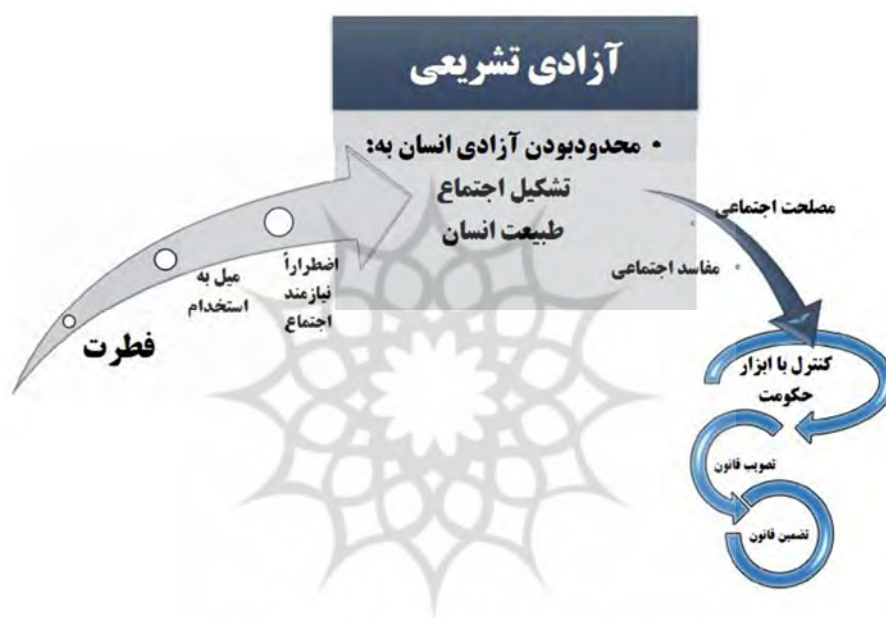 آزادی تشریعی
• محدودبودن آزادی انسان به:
تشکیل اجتماع
طبیعت انسان
فطرت
میل به
استخدام
اضطراراً
نیازمند
اجتماع
مصلحت اجتماعی
مفاسد اجتماعی
کنترل با ابزار
حکومت
تصویب قانون
تضمین قانون